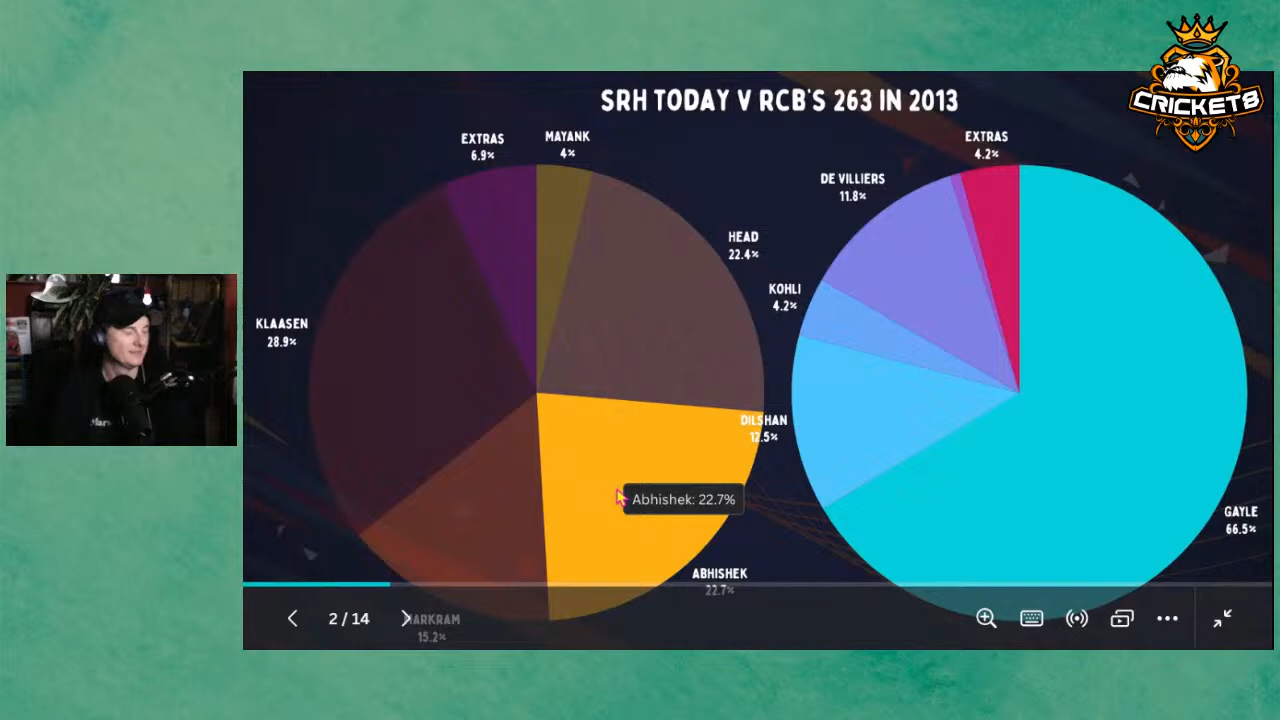 CRICKET8
SRH TODAY V RCB'S 263 IN 2013
EXTRAS
6.9%
MAYANK
4%
HEAD
22.4%
KLAASEN
28.9%
Abhishek: 22.7%
ABHISHEK
22.7%
MARKRAM
15.2%
EXTRAS
4.2%
DE VILLIERS
11.8%
KOHLI
4.2%
DILSHAN
12.5%
GAYLE
66.5%
2 / 14